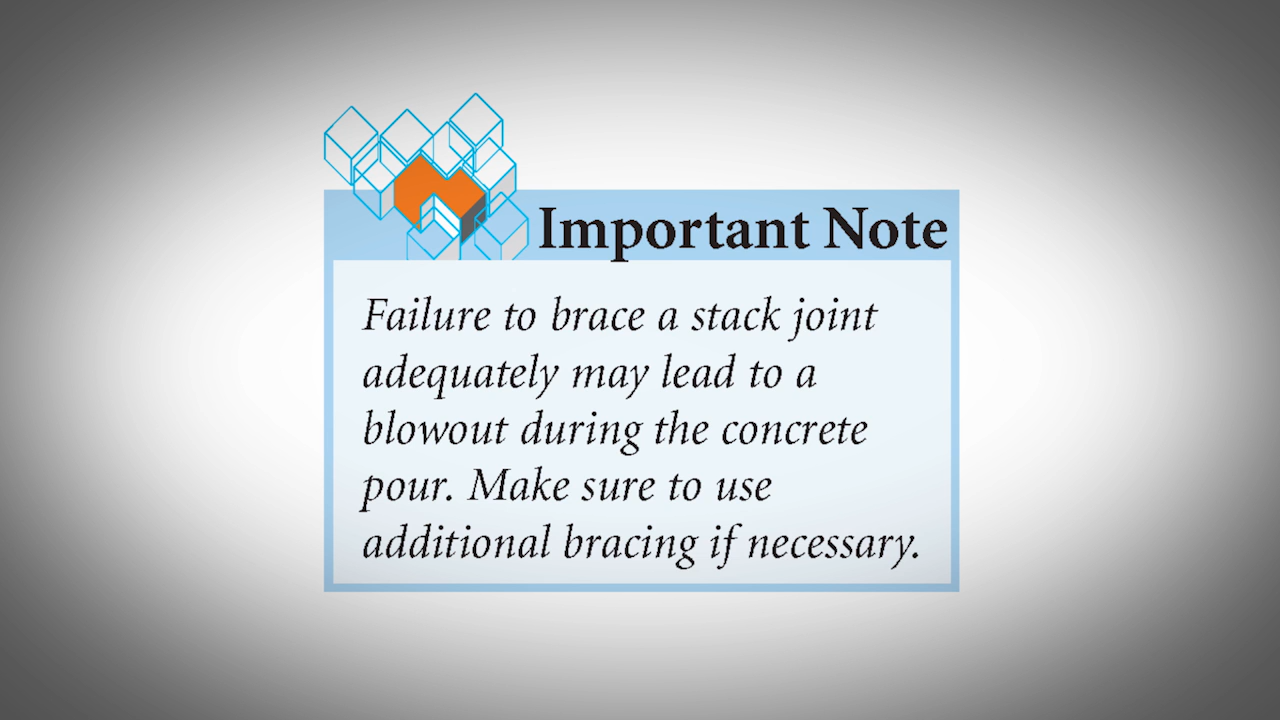 Important Note
Failure to brace a stack joint
adequately may lead to a
blowout during the concrete
pour. Make sure to use
additional bracing if necessary.